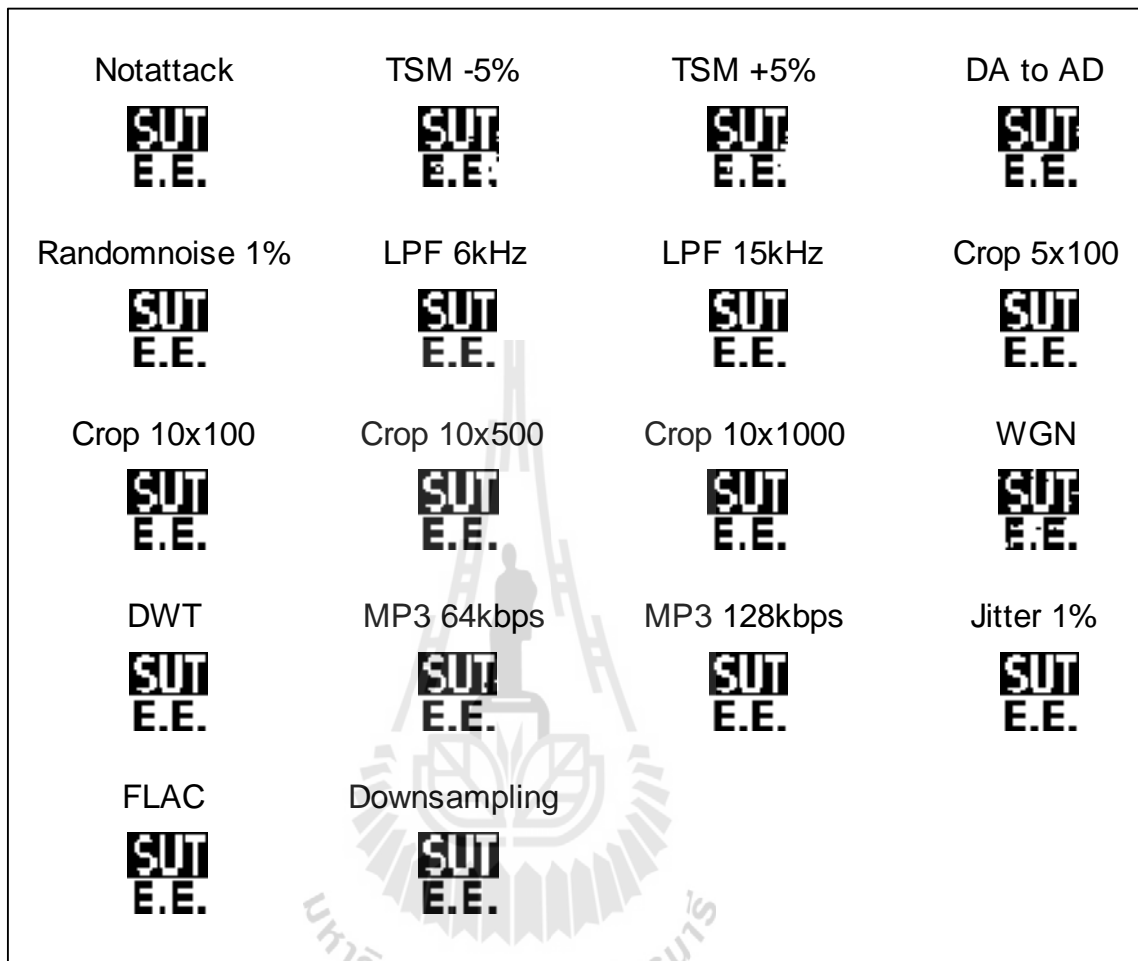 Notattack TSM -5% TSM +5% DA to AD
SUT SUT SUT SUT
E.E. E.E. E.E. E.E.
Randomnoise 1% LPF 6kHz LPF 15kHz Crop 5x100
SUT SUT SUT SUT
E.E. E.E. E.E. E.E.
Crop 10x100 Crop 10x500 Crop 10x1000 WGN
SUT SUT SUT SUT
E.E. E.E. E.E. E.E.
DWT MP3 64kbps MP3 128kbps Jitter 1%
SUT SUT SUT SUT
E.E. E.E. E.E. E.E.
FLAC Downsampling
SUT SUT
E.E. E.E.